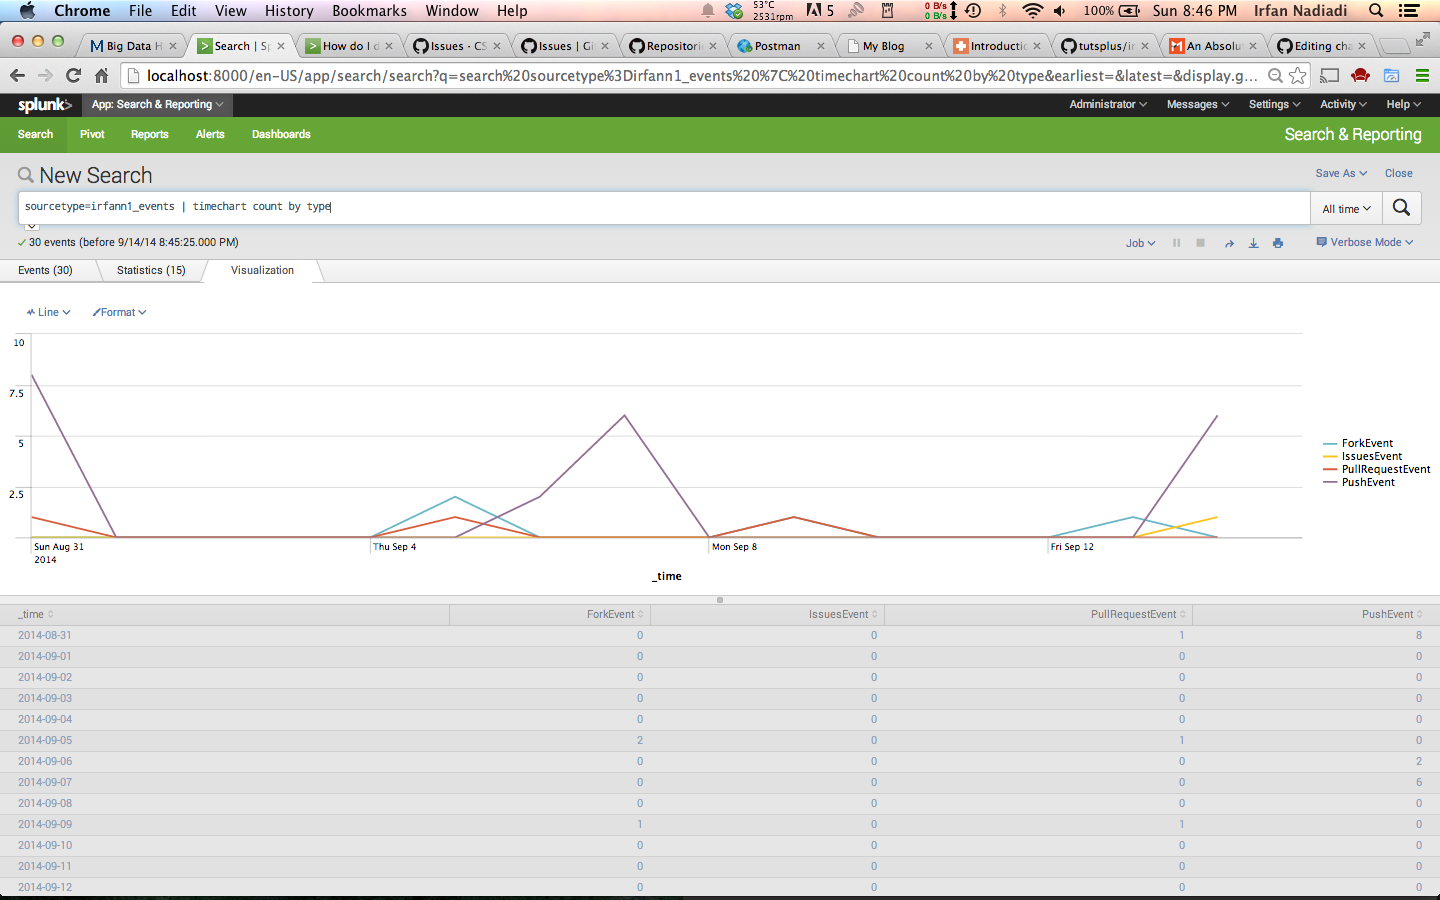 Chrome File Edit View History Bookmarks Window Help 53°C 2531rpm 0 B/s 0 B/s 5 100% Sun 8:46 PM Irfan Nadiadi
Big Data H Search | Sp How do I d Issues · CS Issues | Gi Repositori Postman My Blog Introductio tutsplus/in An Absolut Editing cha
localhost:8000/en-US/app/search/search?q=search%20sourcetype%3Dirfann1_events%20%7C%20timechart%20count%20by%20type&earliest=&latest=&display.g...
splunk> App: Search & Reporting Administrator Messages Settings Activity Help
Search Pivot Reports Alerts Dashboards Search & Reporting
New Search Save As Close
sourcetype=irfann1_events | timechart count by type All time
30 events (before 9/14/14 8:45:25.000 PM) Job Verbose Mode
Events (30) Statistics (15) Visualization
Line Format
10
7.5
5
2.5
ForkEvent
IssuesEvent
PullRequestEvent
PushEvent
Sun Aug 31 Thu Sep 4 Mon Sep 8 Fri Sep 12
2014
_time
_time ForkEvent IssuesEvent PullRequestEvent PushEvent
2014-08-31 0 0 1 8
2014-09-01 0 0 0 0
2014-09-02 0 0 0 0
2014-09-03 0 0 0 0
2014-09-04 0 0 0 0
2014-09-05 2 0 1 0
2014-09-06 0 0 0 2
2014-09-07 0 0 0 6
2014-09-08 0 0 0 0
2014-09-09 1 0 1 0
2014-09-10 0 0 0 0
2014-09-11 0 0 0 0
2014-09-12 0 0 0 0